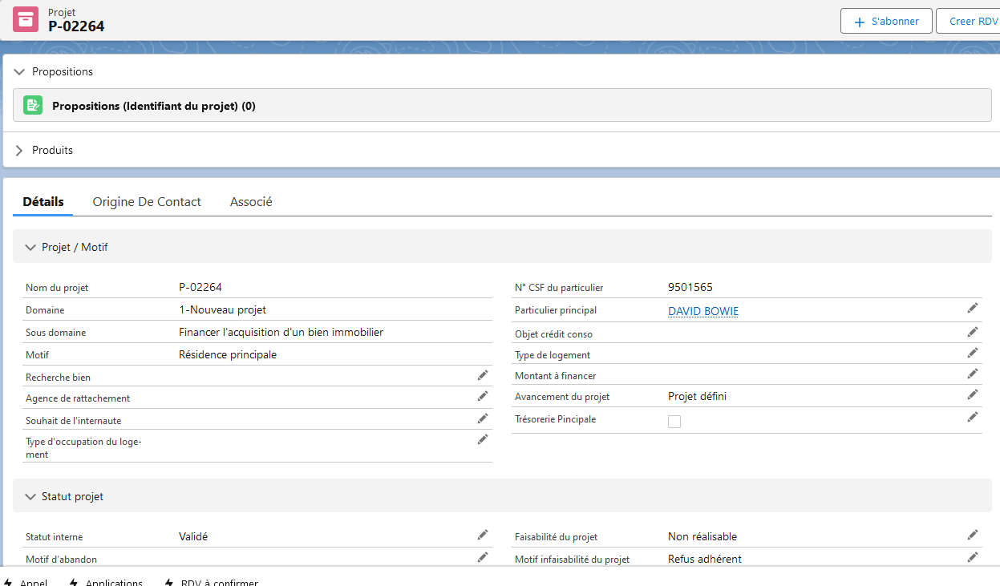 Projet
P-02264
S'abonner
Creer RDV
Propositions
Propositions (Identifiant du projet) (0)
Produits
Détails
Origine De Contact
Associé
Projet / Motif
Nom du projet
P-02264
Domaine
1-Nouveau projet
Sous domaine
Financer l'acquisition d'un bien immobilier
Motif
Résidence principale
Recherche bien
Agence de rattachement
Souhait de l'internaute
Type d'occupation du loge-
ment
N° CSF du particulier
9501565
Particulier principal
DAVID BOWIE
Objet crédit conso
Type de logement
Montant à financer
Avancement du projet
Projet défini
Trésorerie Pincipale
Statut projet
Statut interne
Validé
Motif d'abandon
Faisabilité du projet
Non réalisable
Motif infaisabilité du projet
Refus adhérent
Appel
Applications
RDV à confirmer